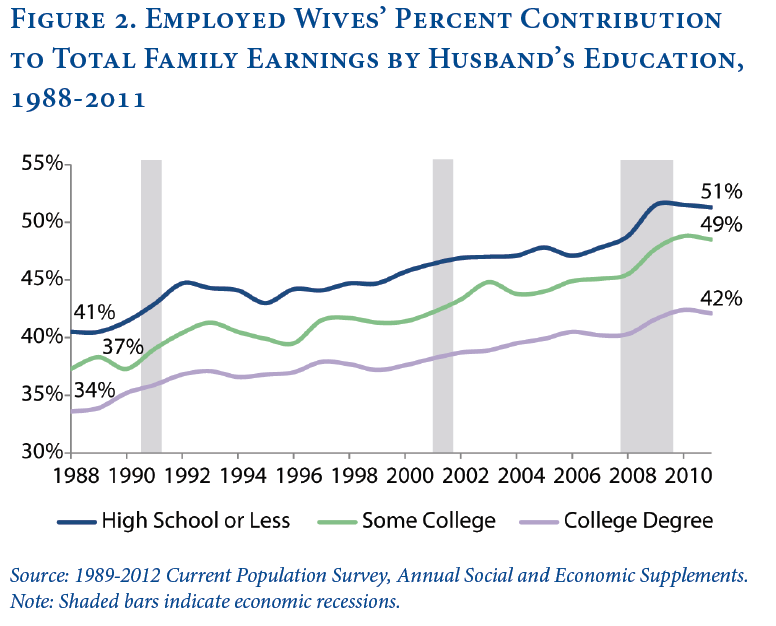 Figure 2. Employed Wives’ Percent Contribution
to Total Family Earnings by Husband’s Education,
1988-2011
55%
50%
45%
40%
35%
30%
51%
49%
42%
41%
37%
34%
1988 1990 1992 1994 1996 1998 2000 2002 2004 2006 2008 2010
High School or Less Some College College Degree
Source: 1989-2012 Current Population Survey, Annual Social and Economic Supplements.
Note: Shaded bars indicate economic recessions.